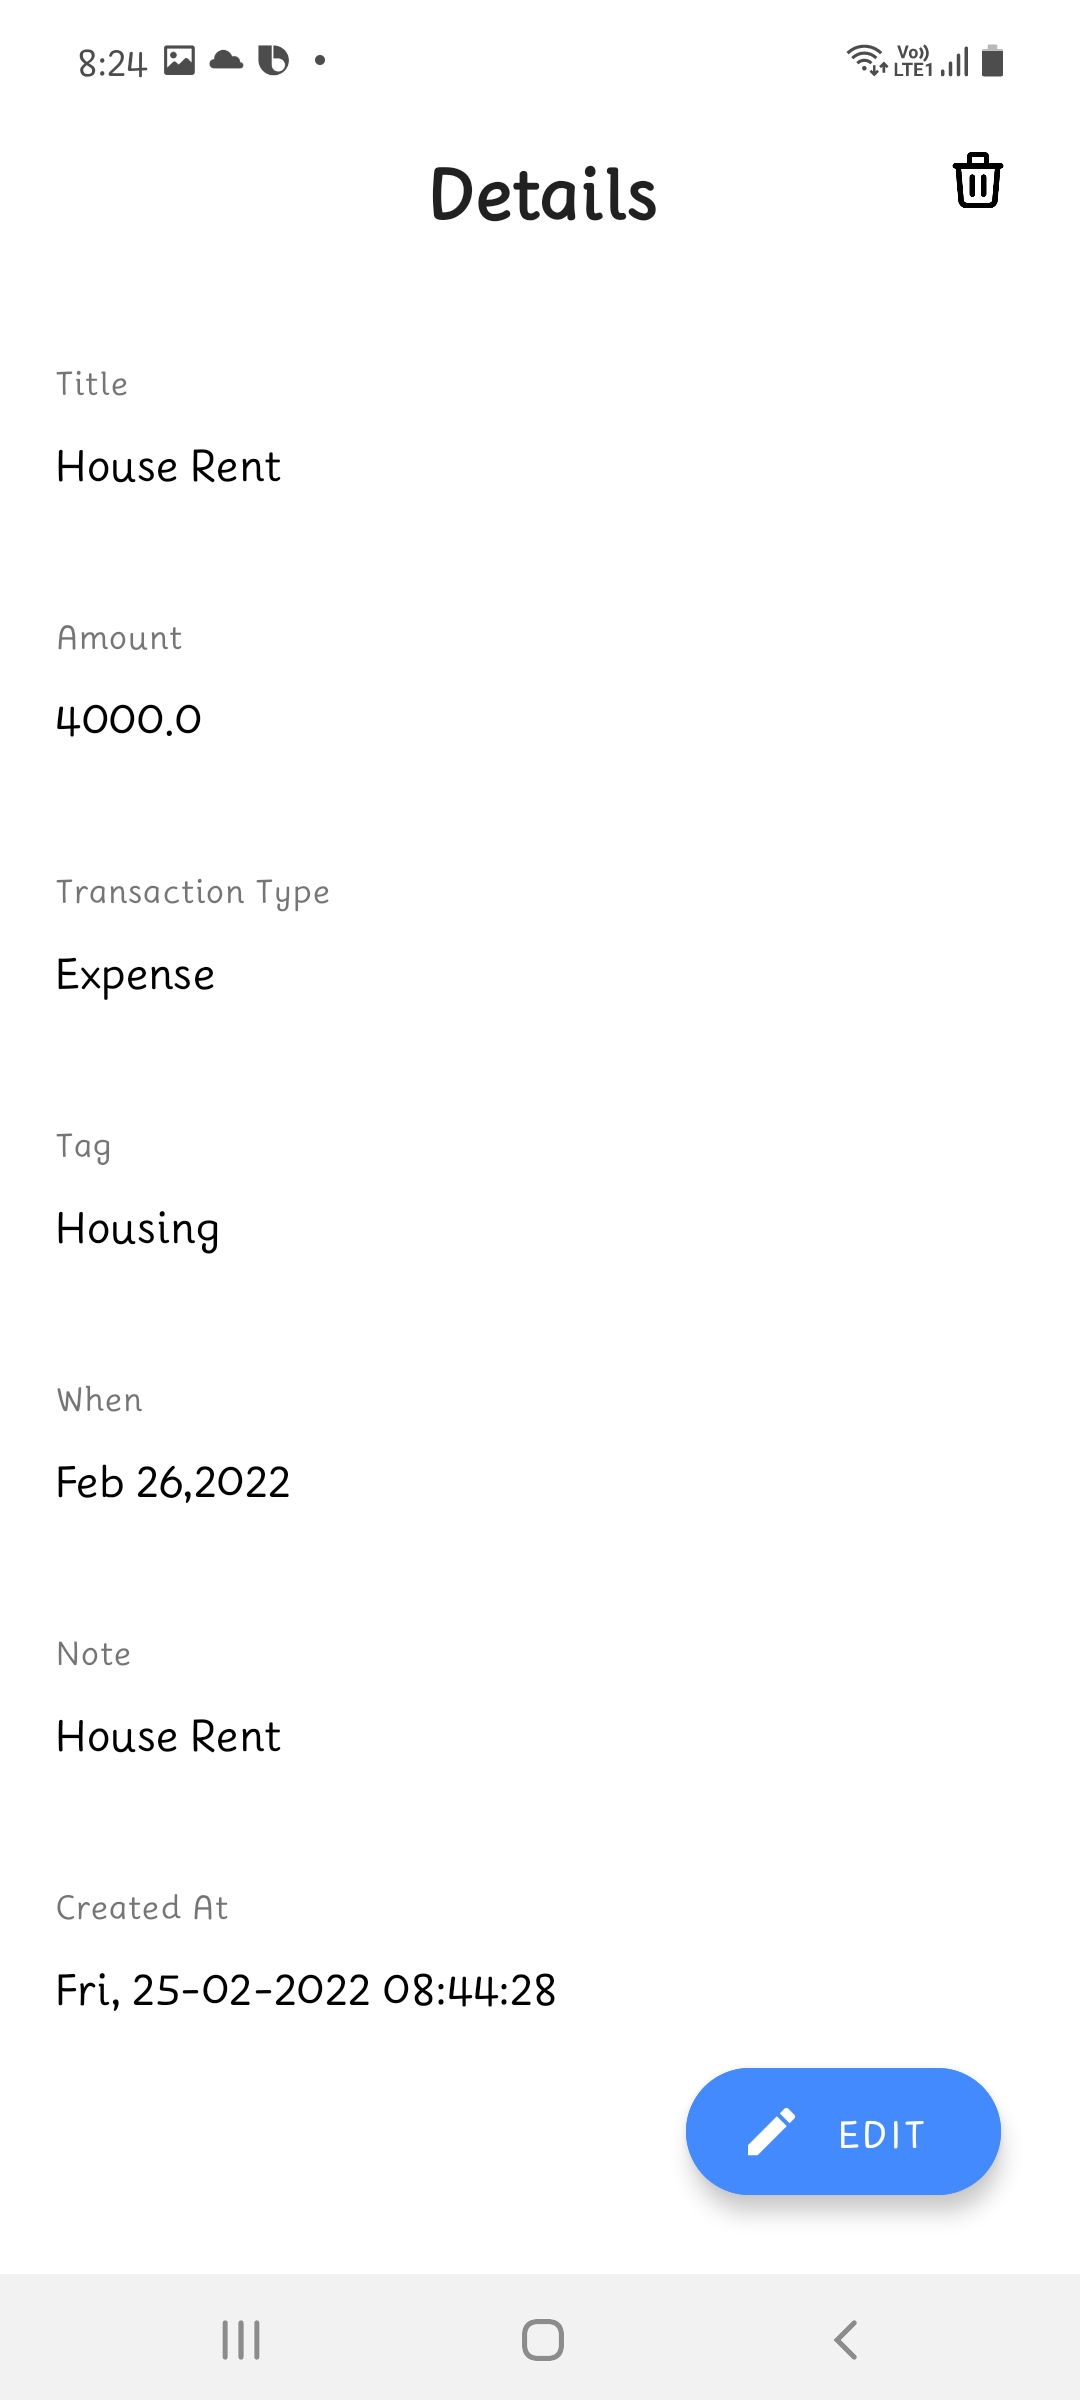 8:24
Vo))
LTE1
Details
Title
House Rent
Amount
4000.0
Transaction Type
Expense
Tag
Housing
When
Feb 26,2022
Note
House Rent
Created At
Fri, 25-02-2022 08:44:28
EDIT